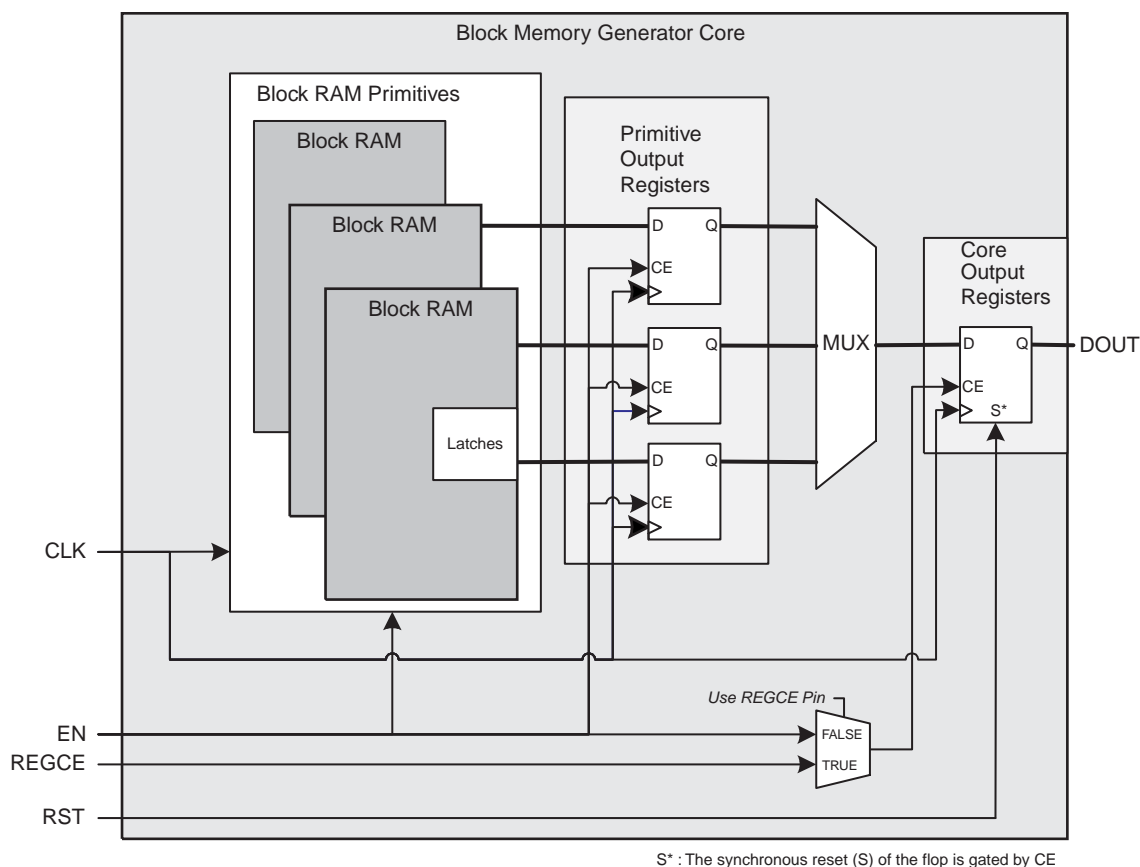 Block Memory Generator Core
Block RAM Primitives
Block RAM
Block RAM
Block RAM
Latches
Primitive
Output
Registers
D Q
CE
D Q
CE
D Q
CE
MUX
Core
Output
Registers
D Q
CE
S*
DOUT
CLK
Use REGCE Pin
EN
FALSE
REGCE
TRUE
RST
S* : The synchronous reset (S) of the flop is gated by CE